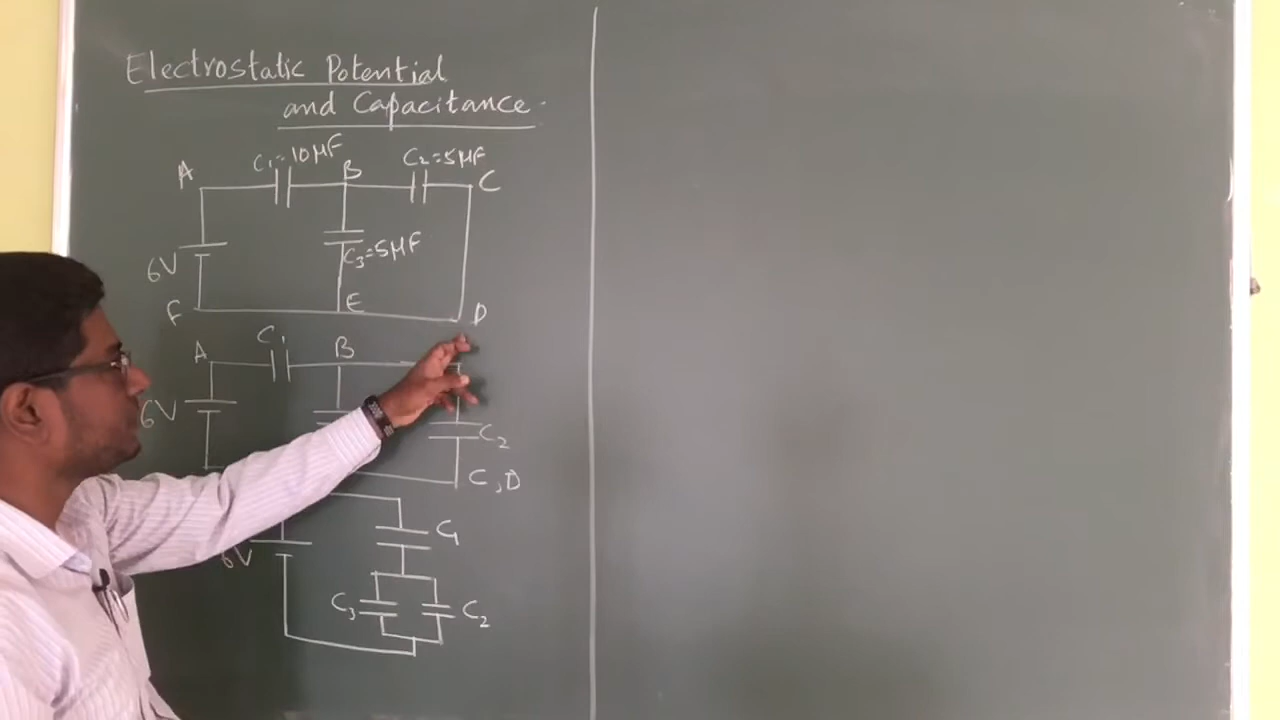 Electrostatic Potential
and Capacitance
C₁=10μF
C₂=5μF
A
B
C
C₃=5μF
6V
F
E
D
C₁
A
B
6V
C₂
C,D
6V
C₁
C₃
C₂